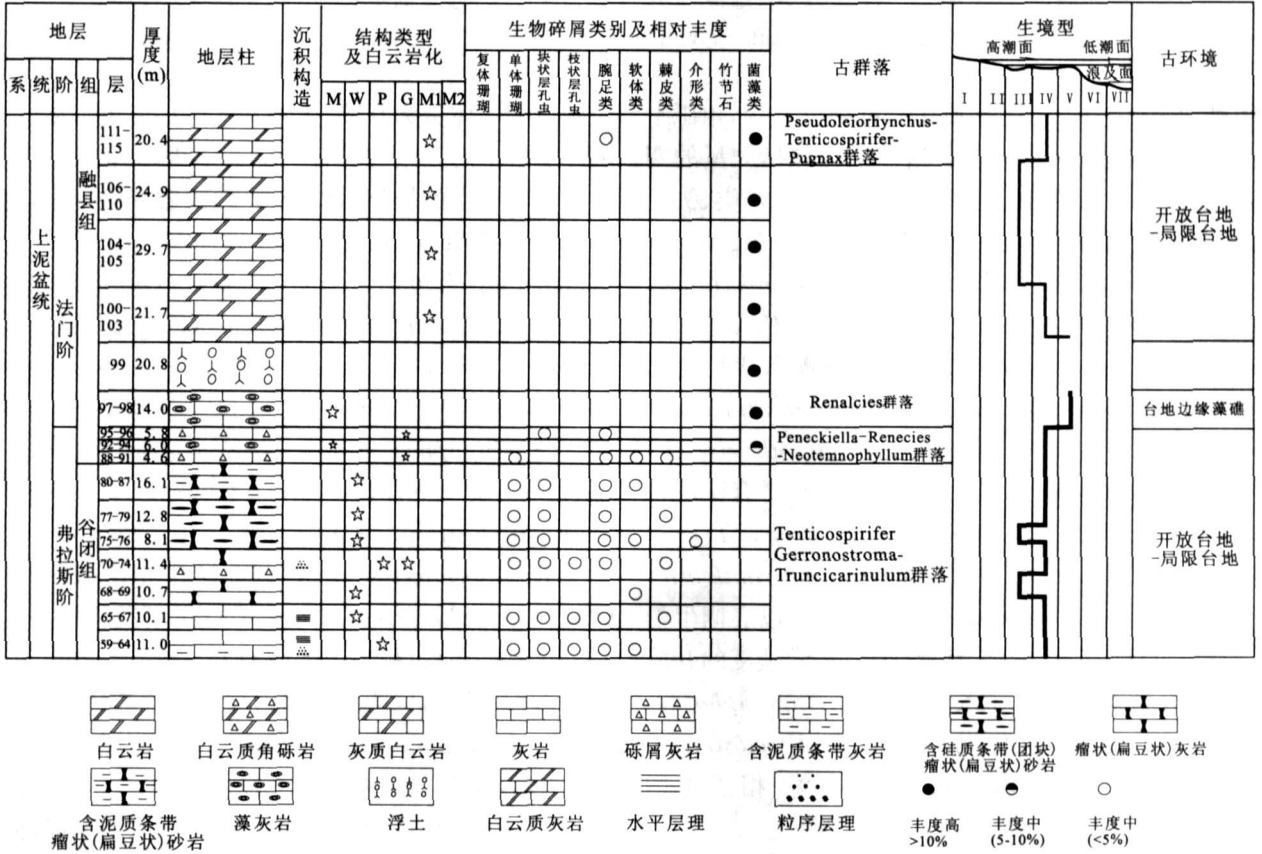 地层
厚度(m)
地层柱
沉积构造
结构类型
及白云岩化
生物碎屑类别及相对丰度
古群落
生境型
古环境
系 统 阶 组 层
M W P G M1 M2
复体珊瑚
单体珊瑚
块状层孔虫
枝状层孔虫
腕足类
软体类
棘皮类
介形类
竹节石
菌藻类
高潮面 低潮面
浪及面
I II III IV V VI VII
上泥盆统
法门阶
弗拉斯阶
融县组
谷闭组
111-115 20.4
Pseudoleiorhynchus-
Tenticospirifer-
Pugnax群落
106-110 24.9
104-105 29.7
开放台地
-局限台地
100-103 21.7
99 20.8
97-98 14.0
Renalcies群落
台地边缘藻礁
95-96 5.8
92-94 6.0
88-91 4.6
Peneckiella-Renecies
-Neotemnophyllum群落
80-87 16.1
77-79 12.8
75-76 8.1
70-74 11.4
68-69 10.7
65-67 10.1
59-64 11.0
Tenticospirifer
Gerronostroma-
Truncicarinulum群落
开放台地
-局限台地
白云岩
白云质角砾岩
灰质白云岩
灰岩
砾屑灰岩
含泥质条带灰岩
含硅质条带(团块)
瘤状(扁豆状)砂岩
瘤状(扁豆状)灰岩
含泥质条带
瘤状(扁豆状)砂岩
藻灰岩
浮土
白云质灰岩
水平层理
粒序层理
丰度高
>10%
丰度中
(5-10%)
丰度中
(<5%)